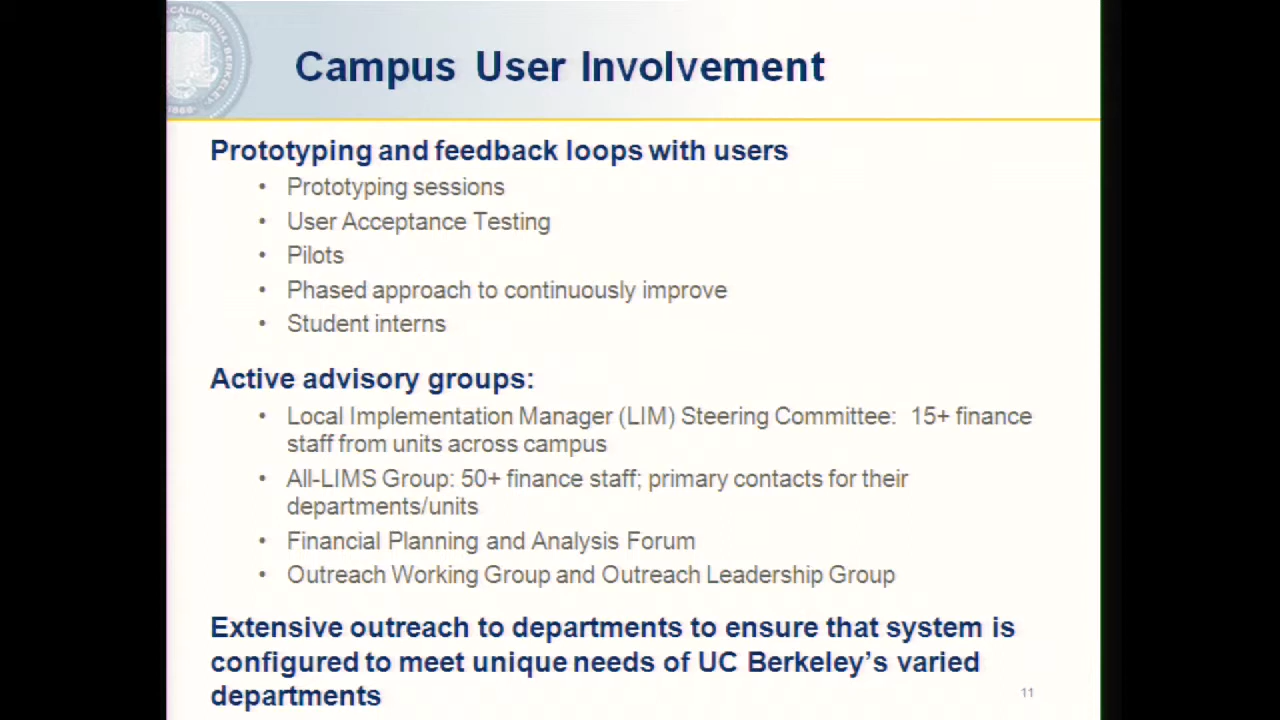 CALIFORNIA·BERKELEY
1868
Campus User Involvement
Prototyping and feedback loops with users
• Prototyping sessions
• User Acceptance Testing
• Pilots
• Phased approach to continuously improve
• Student interns
Active advisory groups:
• Local Implementation Manager (LIM) Steering Committee: 15+ finance
staff from units across campus
• All-LIMS Group: 50+ finance staff; primary contacts for their
departments/units
• Financial Planning and Analysis Forum
• Outreach Working Group and Outreach Leadership Group
Extensive outreach to departments to ensure that system is
configured to meet unique needs of UC Berkeley’s varied
departments
11